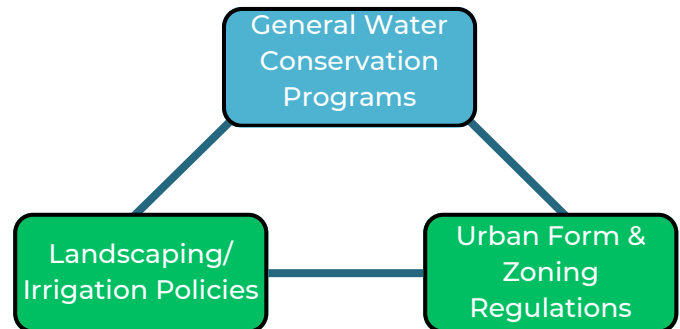 General Water
Conservation
Programs
Landscaping/
Irrigation Policies
Urban Form &
Zoning
Regulations